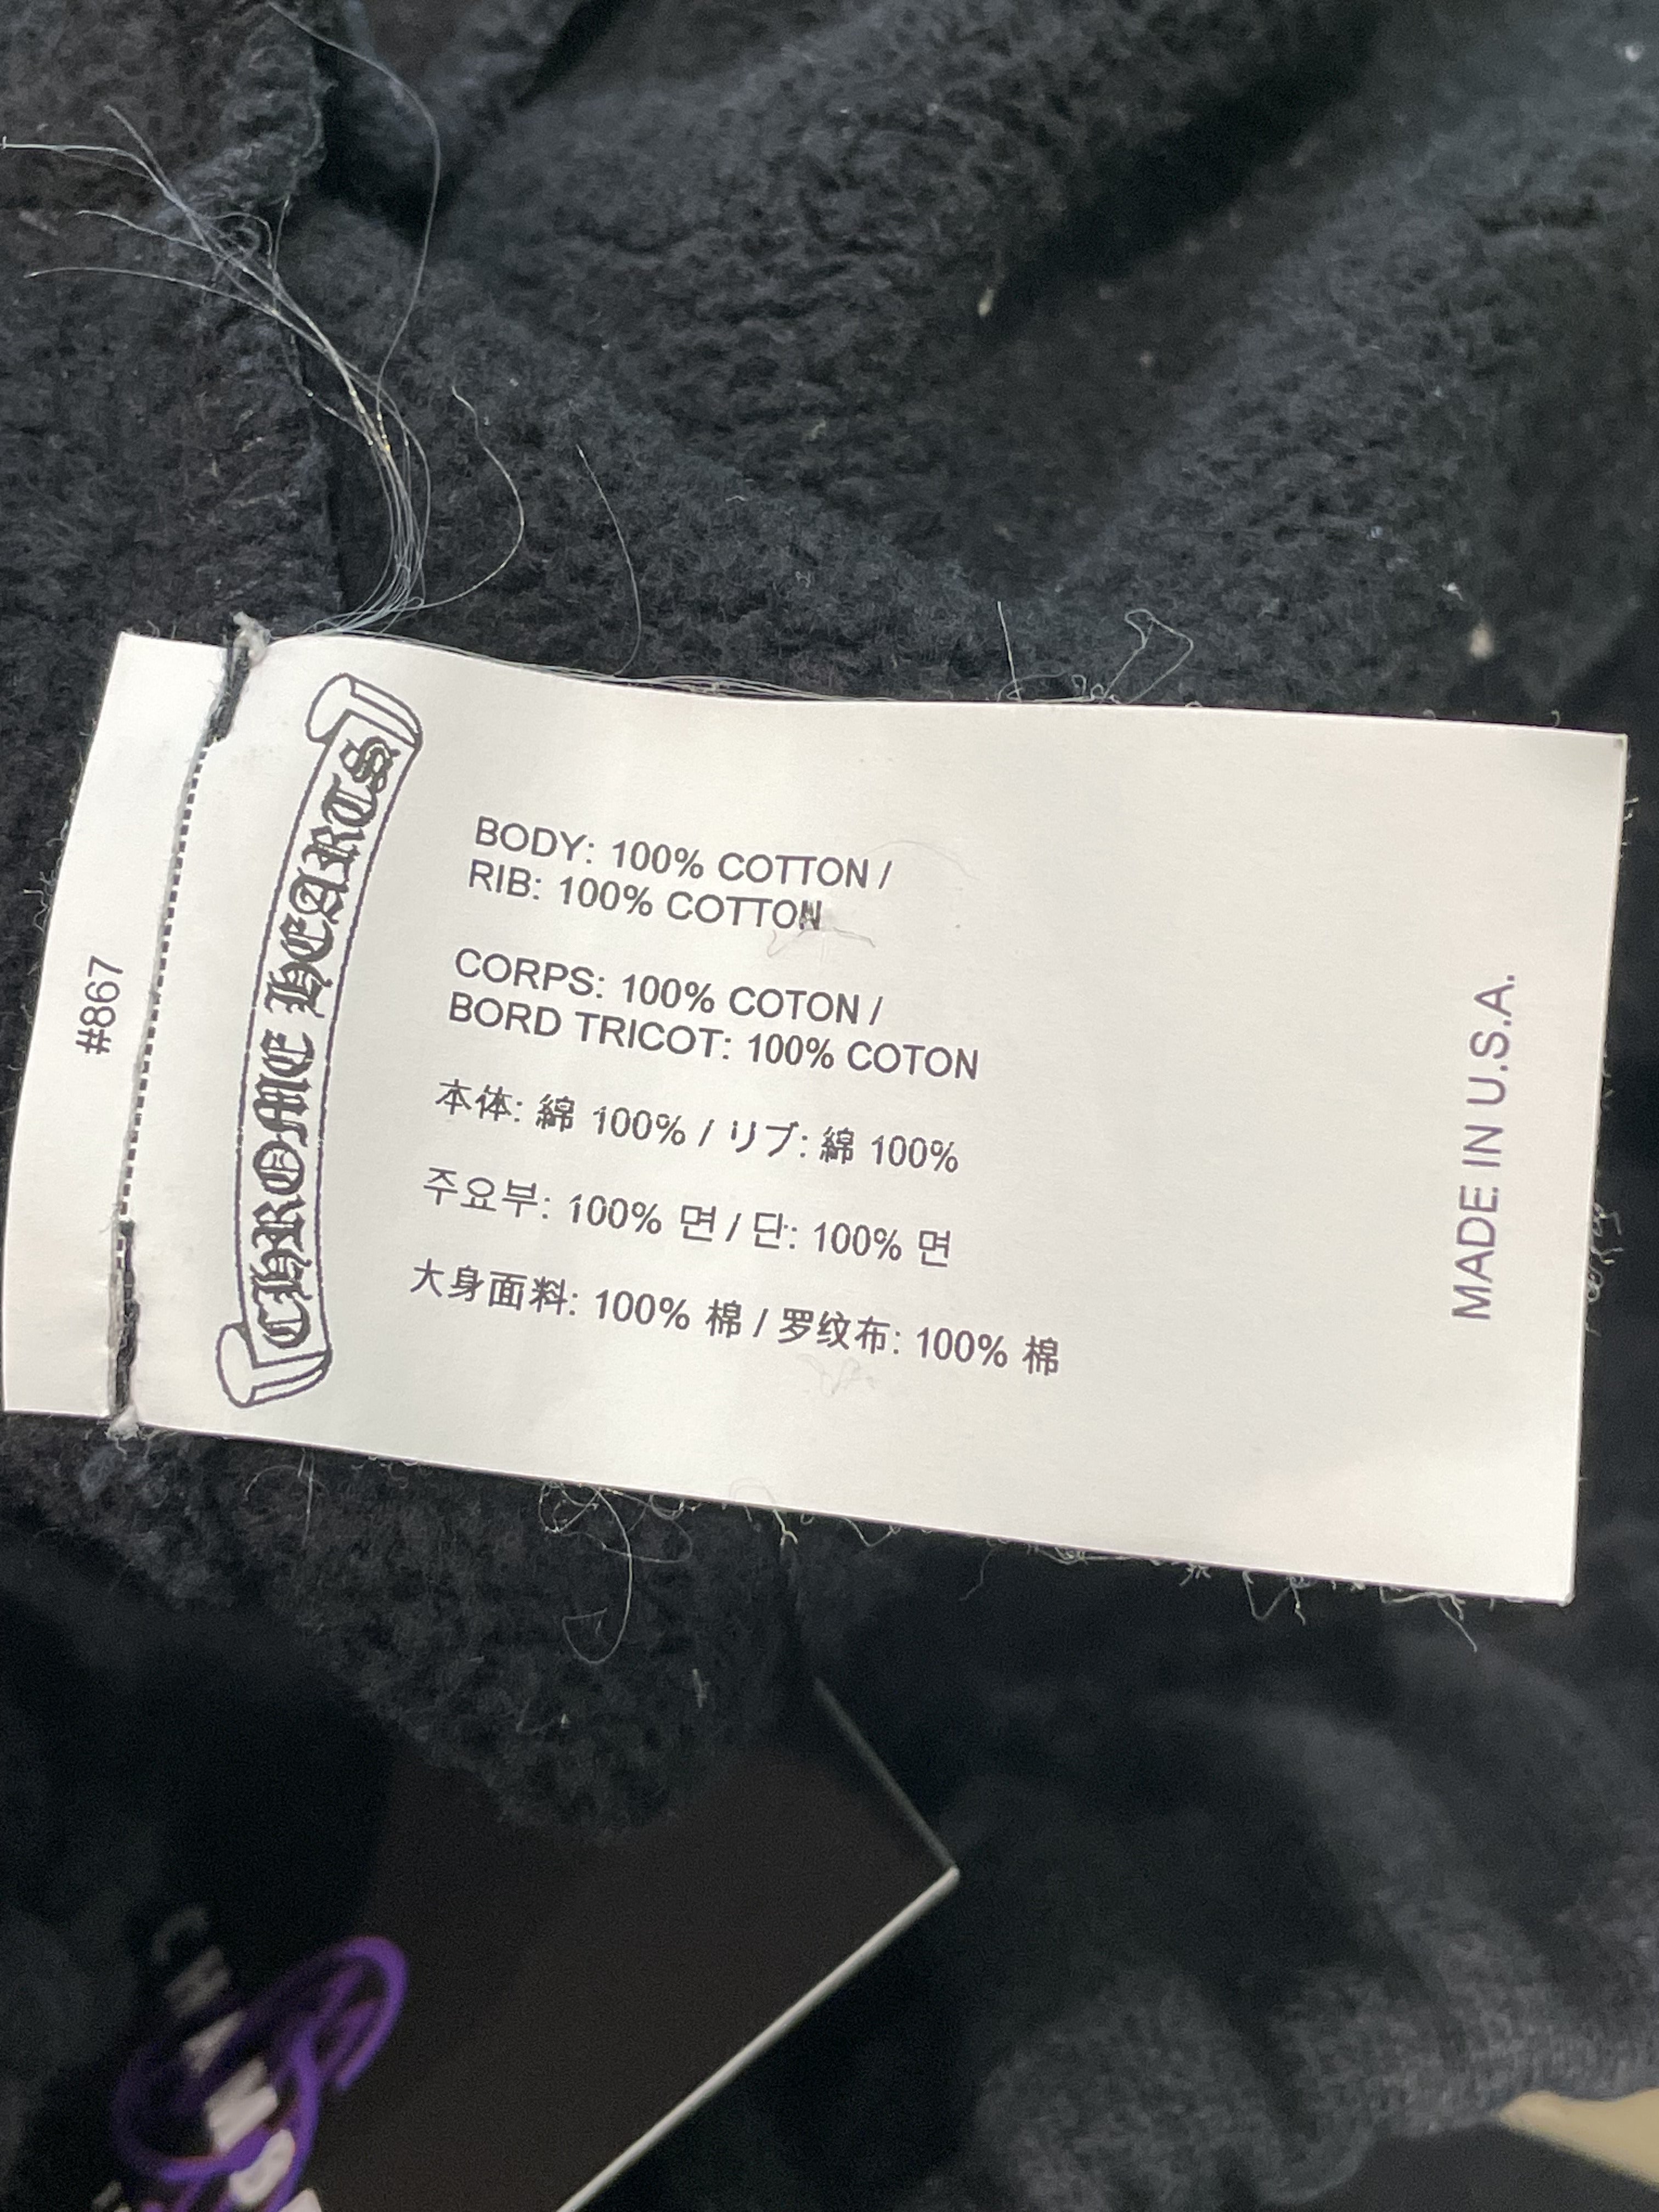 #867
CHROME HEARTS
BODY: 100% COTTON /
RIB: 100% COTTON
CORPS: 100% COTON /
BORD TRICOT: 100% COTON
本体: 綿 100% / リブ: 綿 100%
주요부: 100% 면 / 단: 100% 면
大身面料: 100% 棉 / 罗纹布: 100% 棉
MADE IN U.S.A.